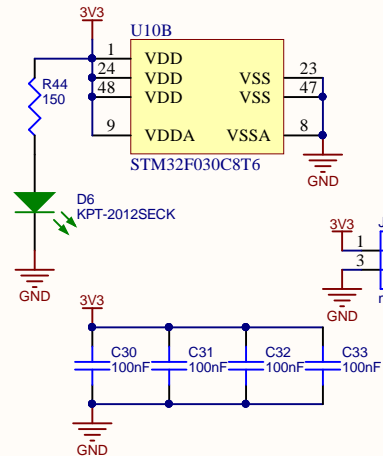 3V3
U10B
1 VDD
24 VDD VSS 23
48 VDD VSS 47
9 VDDA VSSA 8
STM32F030C8T6
GND
R44
150
D6
KPT-2012SECK
GND
3V3
1
3
GND
3V3
C30
100nF
C31
100nF
C32
100nF
C33
100nF
GND